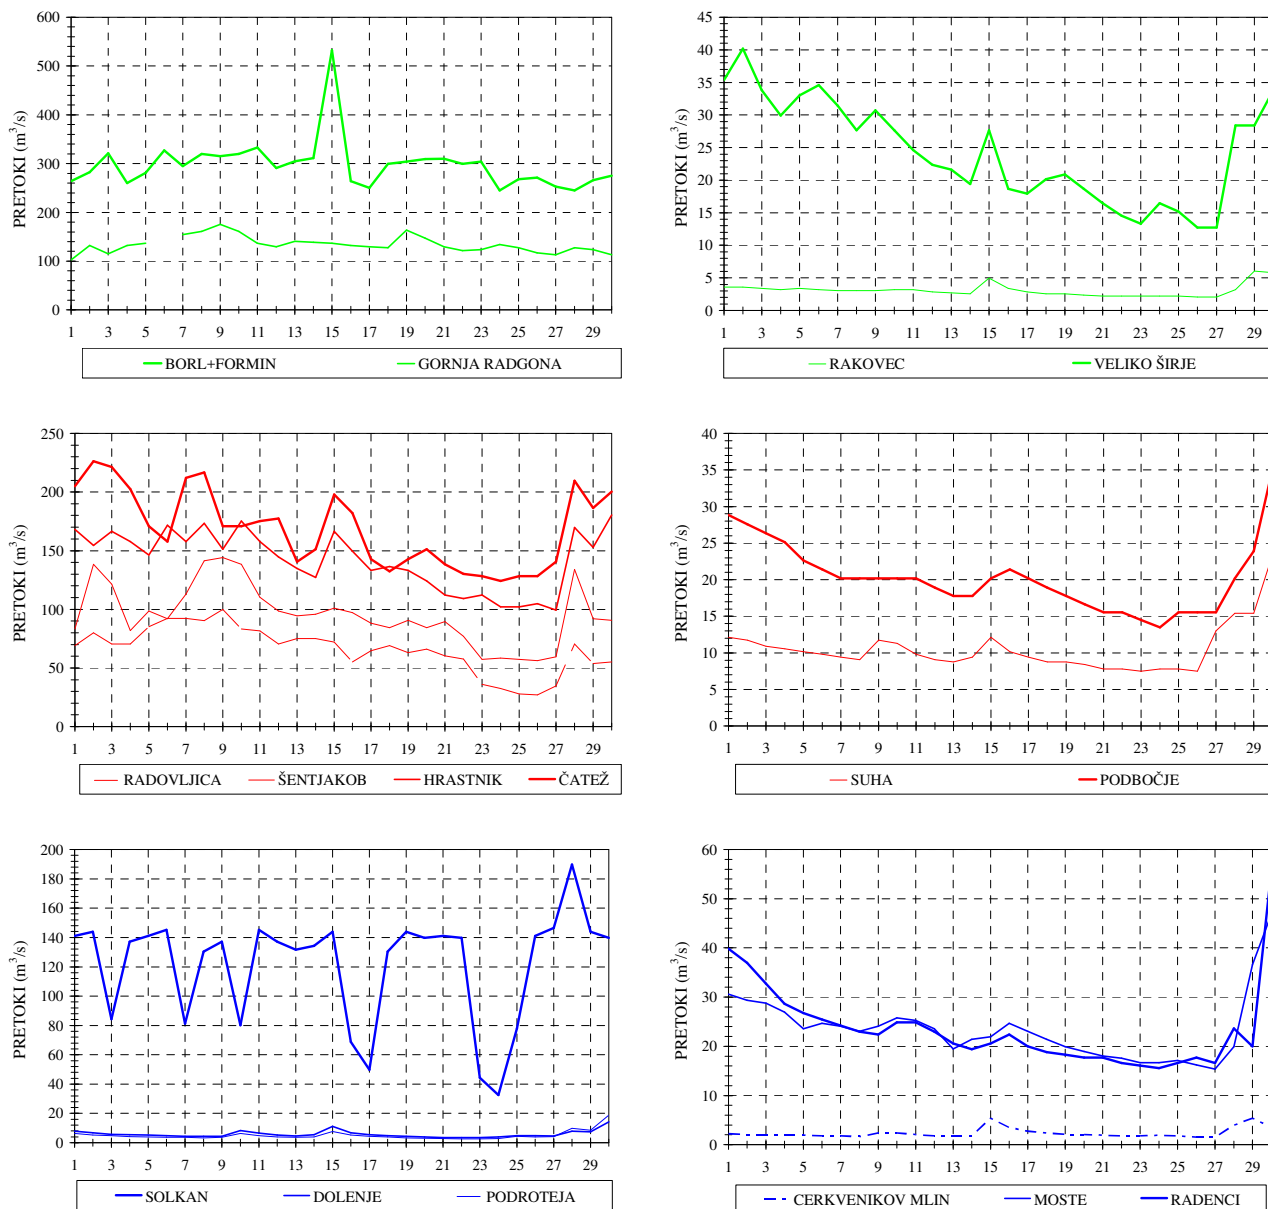 600
500
400
300
200
100
0
PRETOKI (m³/s)
1 3 5 7 9 11 13 15 17 19 21 23 25 27 29
BORL+FORMIN GORNJA RADGONA
45
40
35
30
25
20
15
10
5
0
PRETOKI (m³/s)
1 3 5 7 9 11 13 15 17 19 21 23 25 27 29
RAKOVEC VELIKO ŠIRJE
250
200
150
100
50
0
PRETOKI (m³/s)
1 3 5 7 9 11 13 15 17 19 21 23 25 27 29
RADOVLJICA ŠENTJAKOB HRASTNIK ČATEŽ
40
35
30
25
20
15
10
5
0
PRETOKI (m³/s)
1 3 5 7 9 11 13 15 17 19 21 23 25 27 29
SUHA PODBOČJE
200
180
160
140
120
100
80
60
40
20
0
PRETOKI (m³/s)
1 3 5 7 9 11 13 15 17 19 21 23 25 27 29
SOLKAN DOLENJE PODROTEJA
60
50
40
30
20
10
0
PRETOKI (m³/s)
1 3 5 7 9 11 13 15 17 19 21 23 25 27 29
CERKVENIKOV MLIN MOSTE RADENCI